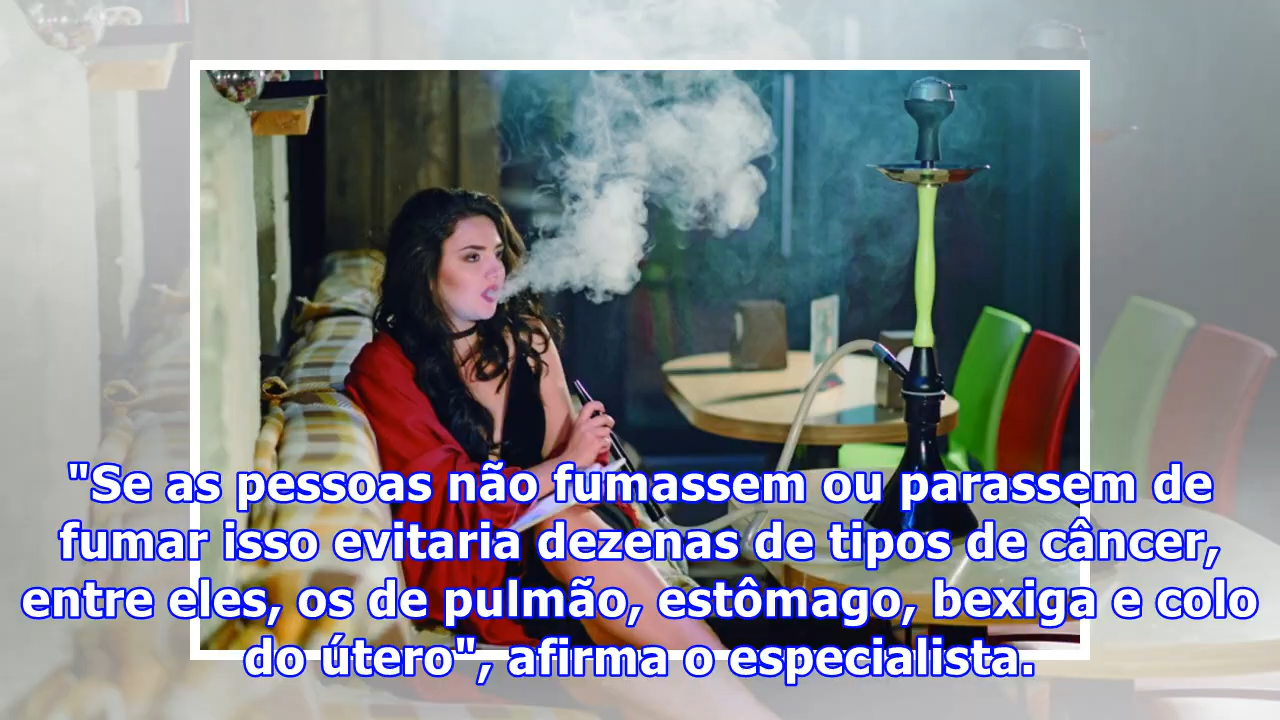 "Se as pessoas não fumassem ou parassem de
fumar isso evitaria dezenas de tipos de câncer,
entre eles, os de pulmão, estômago, bexiga e colo
do útero", afirma o especialista.